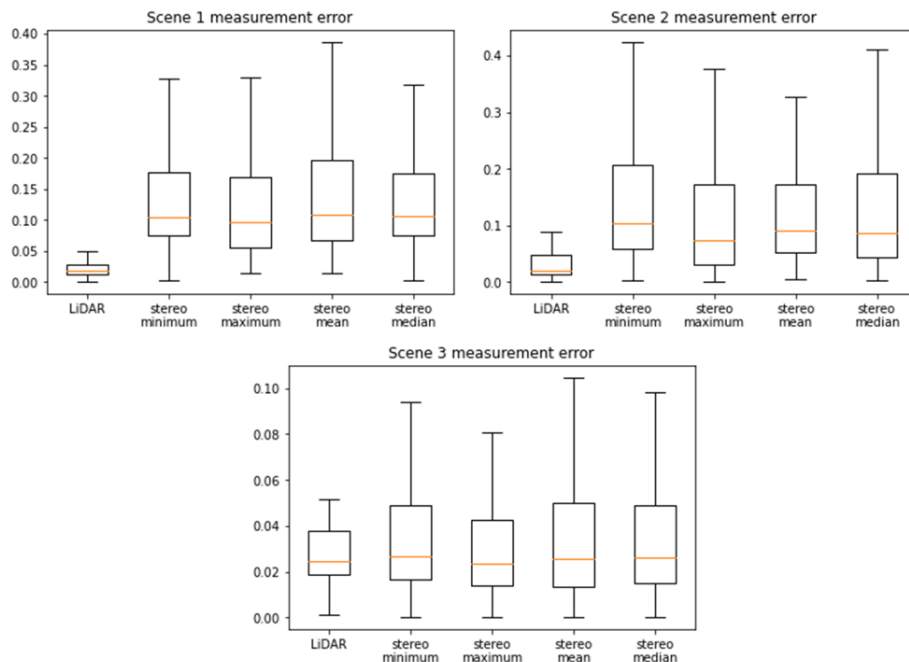 Scene 1 measurement error
0.40
0.35
0.30
0.25
0.20
0.15
0.10
0.05
0.00
LiDAR
stereo
minimum
stereo
maximum
stereo
mean
stereo
median
Scene 2 measurement error
0.4
0.3
0.2
0.1
0.0
LiDAR
stereo
minimum
stereo
maximum
stereo
mean
stereo
median
Scene 3 measurement error
0.10
0.08
0.06
0.04
0.02
0.00
LiDAR
stereo
minimum
stereo
maximum
stereo
mean
stereo
median